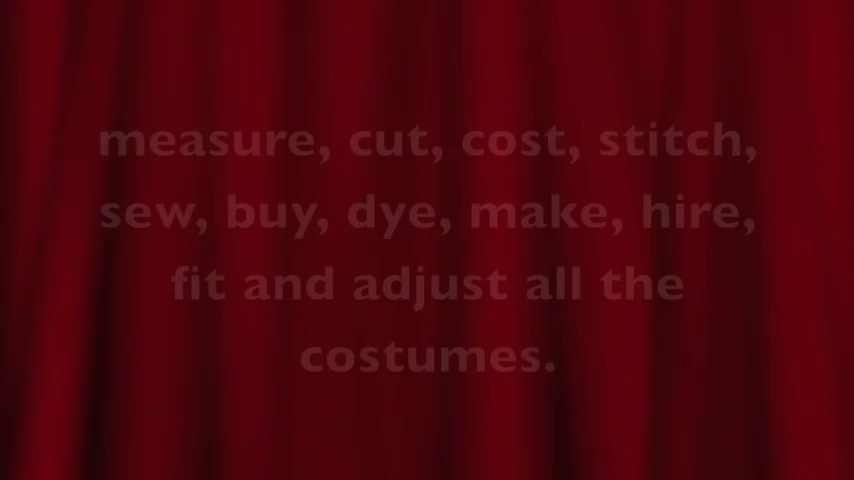 measure, cut, cost, stitch,
sew, buy, dye, make, hire,
fit and adjust all the
costumes.